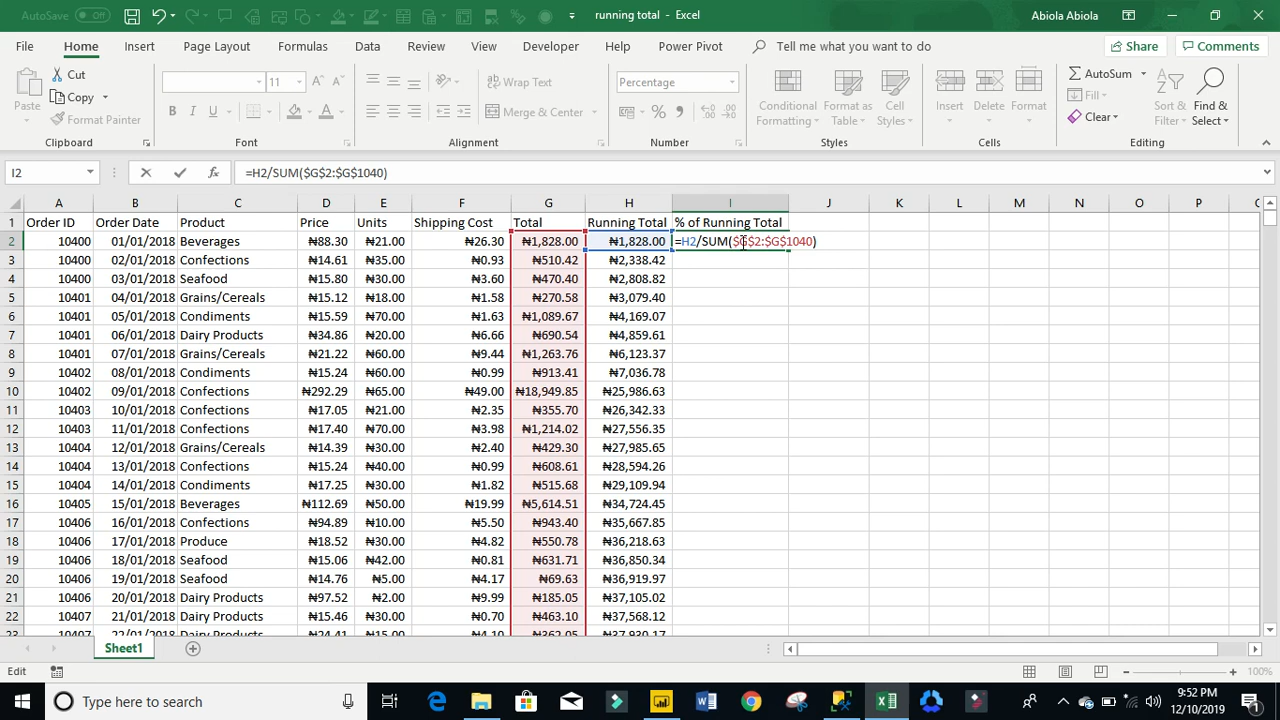 AutoSave Off running total - Excel Abiola Abiola
File Home Insert Page Layout Formulas Data Review View Developer Help Power Pivot Tell me what you want to do Share Comments
Paste Cut Copy Format Painter
Clipboard
11
B I U
Font
Wrap Text
Merge & Center
Alignment
Percentage
Number
Conditional Formatting Format as Table Cell Styles
Styles
Insert Delete Format
Cells
AutoSum
Fill
Clear
Sort & Filter Find & Select
Editing
I2 fx =H2/SUM($G$2:$G$1040)
A B C D E F G H I J K L M N O P
1 Order ID Order Date Product Price Units Shipping Cost Total Running Total % of Running Total
2 10400 01/01/2018 Beverages ₦88.30 ₦21.00 ₦26.30 ₦1,828.00 ₦1,828.00 =H2/SUM($G$2:$G$1040)
3 10400 02/01/2018 Confections ₦14.61 ₦35.00 ₦0.93 ₦510.42 ₦2,338.42
4 10400 03/01/2018 Seafood ₦15.80 ₦30.00 ₦3.60 ₦470.40 ₦2,808.82
5 10401 04/01/2018 Grains/Cereals ₦15.12 ₦18.00 ₦1.58 ₦270.58 ₦3,079.40
6 10401 05/01/2018 Condiments ₦15.59 ₦70.00 ₦1.63 ₦1,089.67 ₦4,169.07
7 10401 06/01/2018 Dairy Products ₦34.86 ₦20.00 ₦6.66 ₦690.54 ₦4,859.61
8 10401 07/01/2018 Grains/Cereals ₦21.22 ₦60.00 ₦9.44 ₦1,263.76 ₦6,123.37
9 10402 08/01/2018 Condiments ₦15.24 ₦60.00 ₦0.99 ₦913.41 ₦7,036.78
10 10402 09/01/2018 Confections ₦292.29 ₦65.00 ₦49.00 ₦18,949.85 ₦25,986.63
11 10403 10/01/2018 Confections ₦17.05 ₦21.00 ₦2.35 ₦355.70 ₦26,342.33
12 10403 11/01/2018 Confections ₦17.40 ₦70.00 ₦3.98 ₦1,214.02 ₦27,556.35
13 10404 12/01/2018 Grains/Cereals ₦14.39 ₦30.00 ₦2.40 ₦429.30 ₦27,985.65
14 10404 13/01/2018 Confections ₦15.24 ₦40.00 ₦0.99 ₦608.61 ₦28,594.26
15 10404 14/01/2018 Confections ₦17.25 ₦30.00 ₦1.82 ₦515.68 ₦29,109.94
16 10405 15/01/2018 Beverages ₦112.69 ₦50.00 ₦19.99 ₦5,614.51 ₦34,724.45
17 10406 16/01/2018 Confections ₦94.89 ₦10.00 ₦5.50 ₦943.40 ₦35,667.85
18 10406 17/01/2018 Produce ₦18.52 ₦30.00 ₦4.82 ₦550.78 ₦36,218.63
19 10406 18/01/2018 Seafood ₦15.06 ₦42.00 ₦0.81 ₦631.71 ₦36,850.34
20 10406 19/01/2018 Seafood ₦14.76 ₦5.00 ₦4.17 ₦69.63 ₦36,919.97
21 10406 20/01/2018 Dairy Products ₦97.52 ₦2.00 ₦9.99 ₦185.05 ₦37,105.02
22 10407 21/01/2018 Dairy Products ₦15.46 ₦30.00 ₦0.70 ₦463.10 ₦37,568.12
23 10407 22/01/2018 Dairy Products ₦24.41 ₦15.00 ₦4.10 ₦362.05 ₦37,930.17
Sheet1
Edit 100%
Type here to search 9:52 PM
12/10/2019